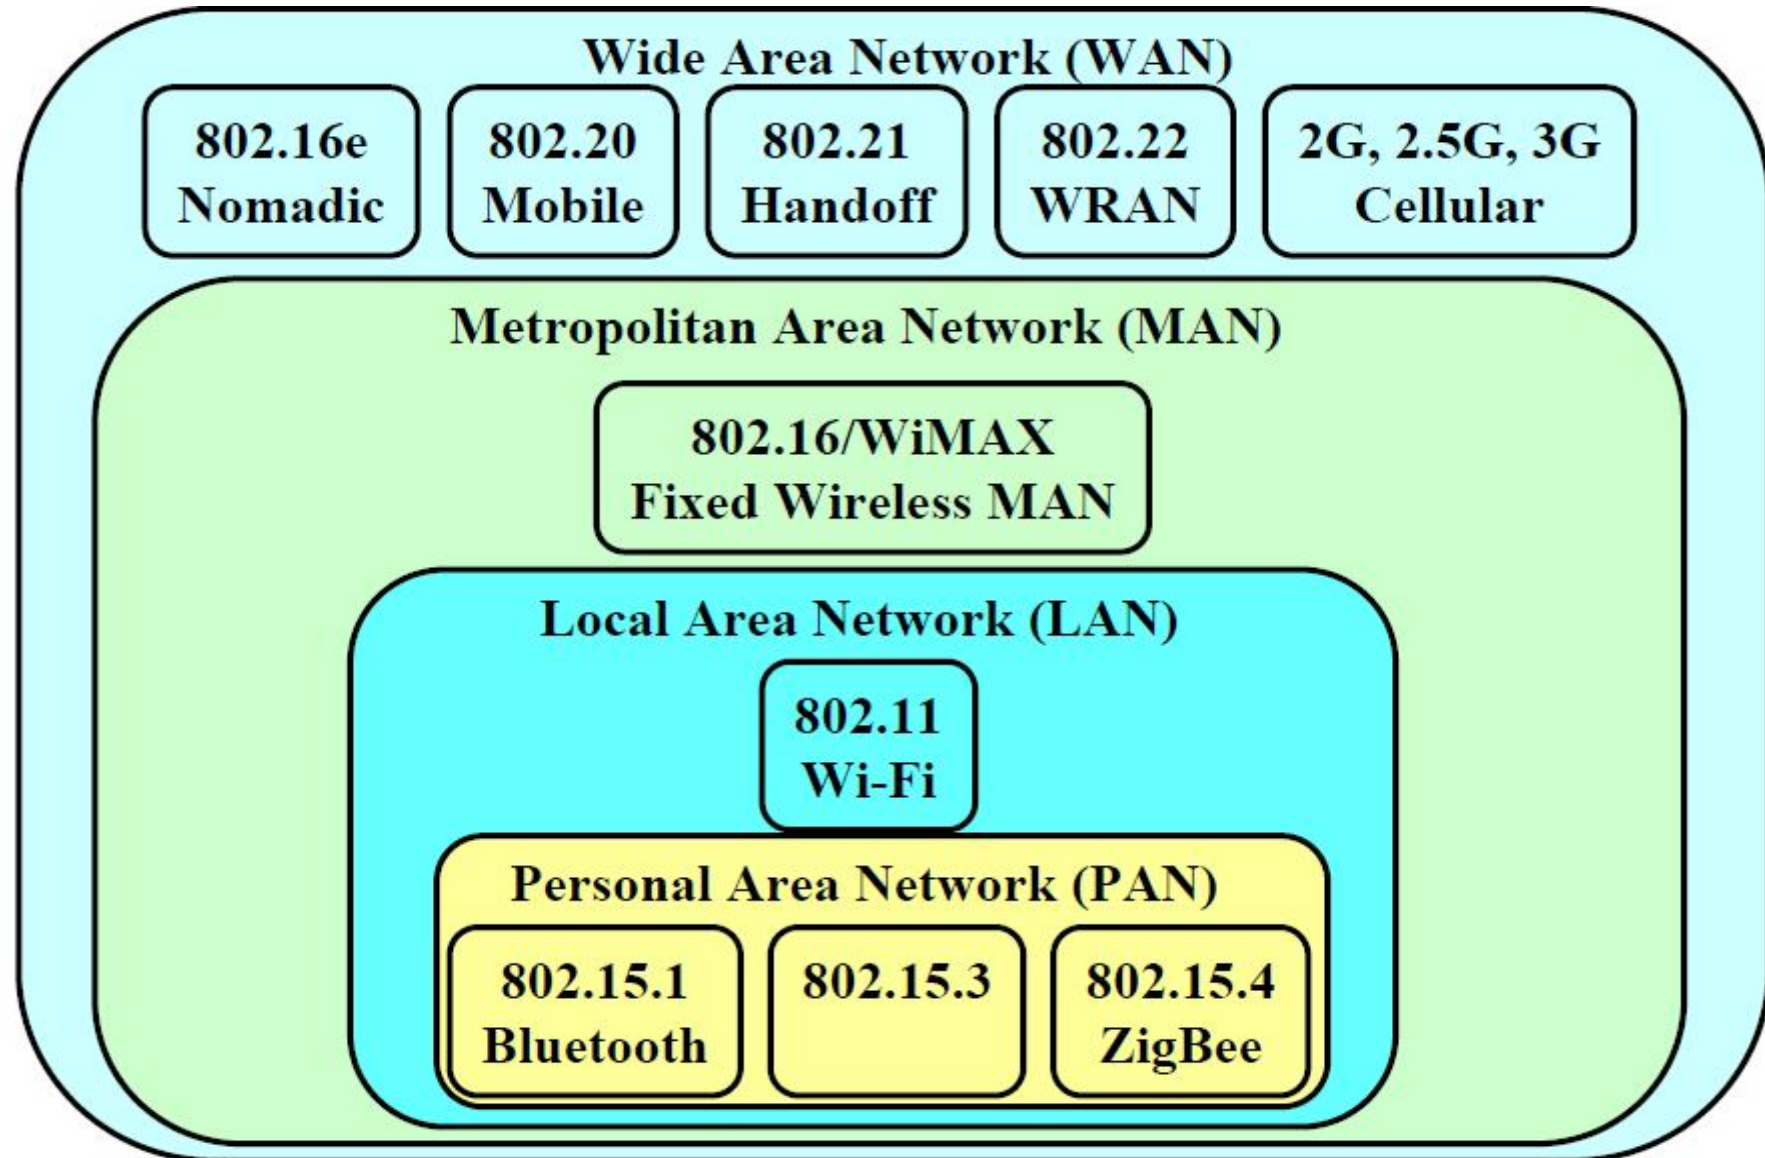 Wide Area Network (WAN)
802.16e
Nomadic
802.20
Mobile
802.21
Handoff
802.22
WRAN
2G, 2.5G, 3G
Cellular
Metropolitan Area Network (MAN)
802.16/WiMAX
Fixed Wireless MAN
Local Area Network (LAN)
802.11
Wi-Fi
Personal Area Network (PAN)
802.15.1
Bluetooth
802.15.3
802.15.4
ZigBee